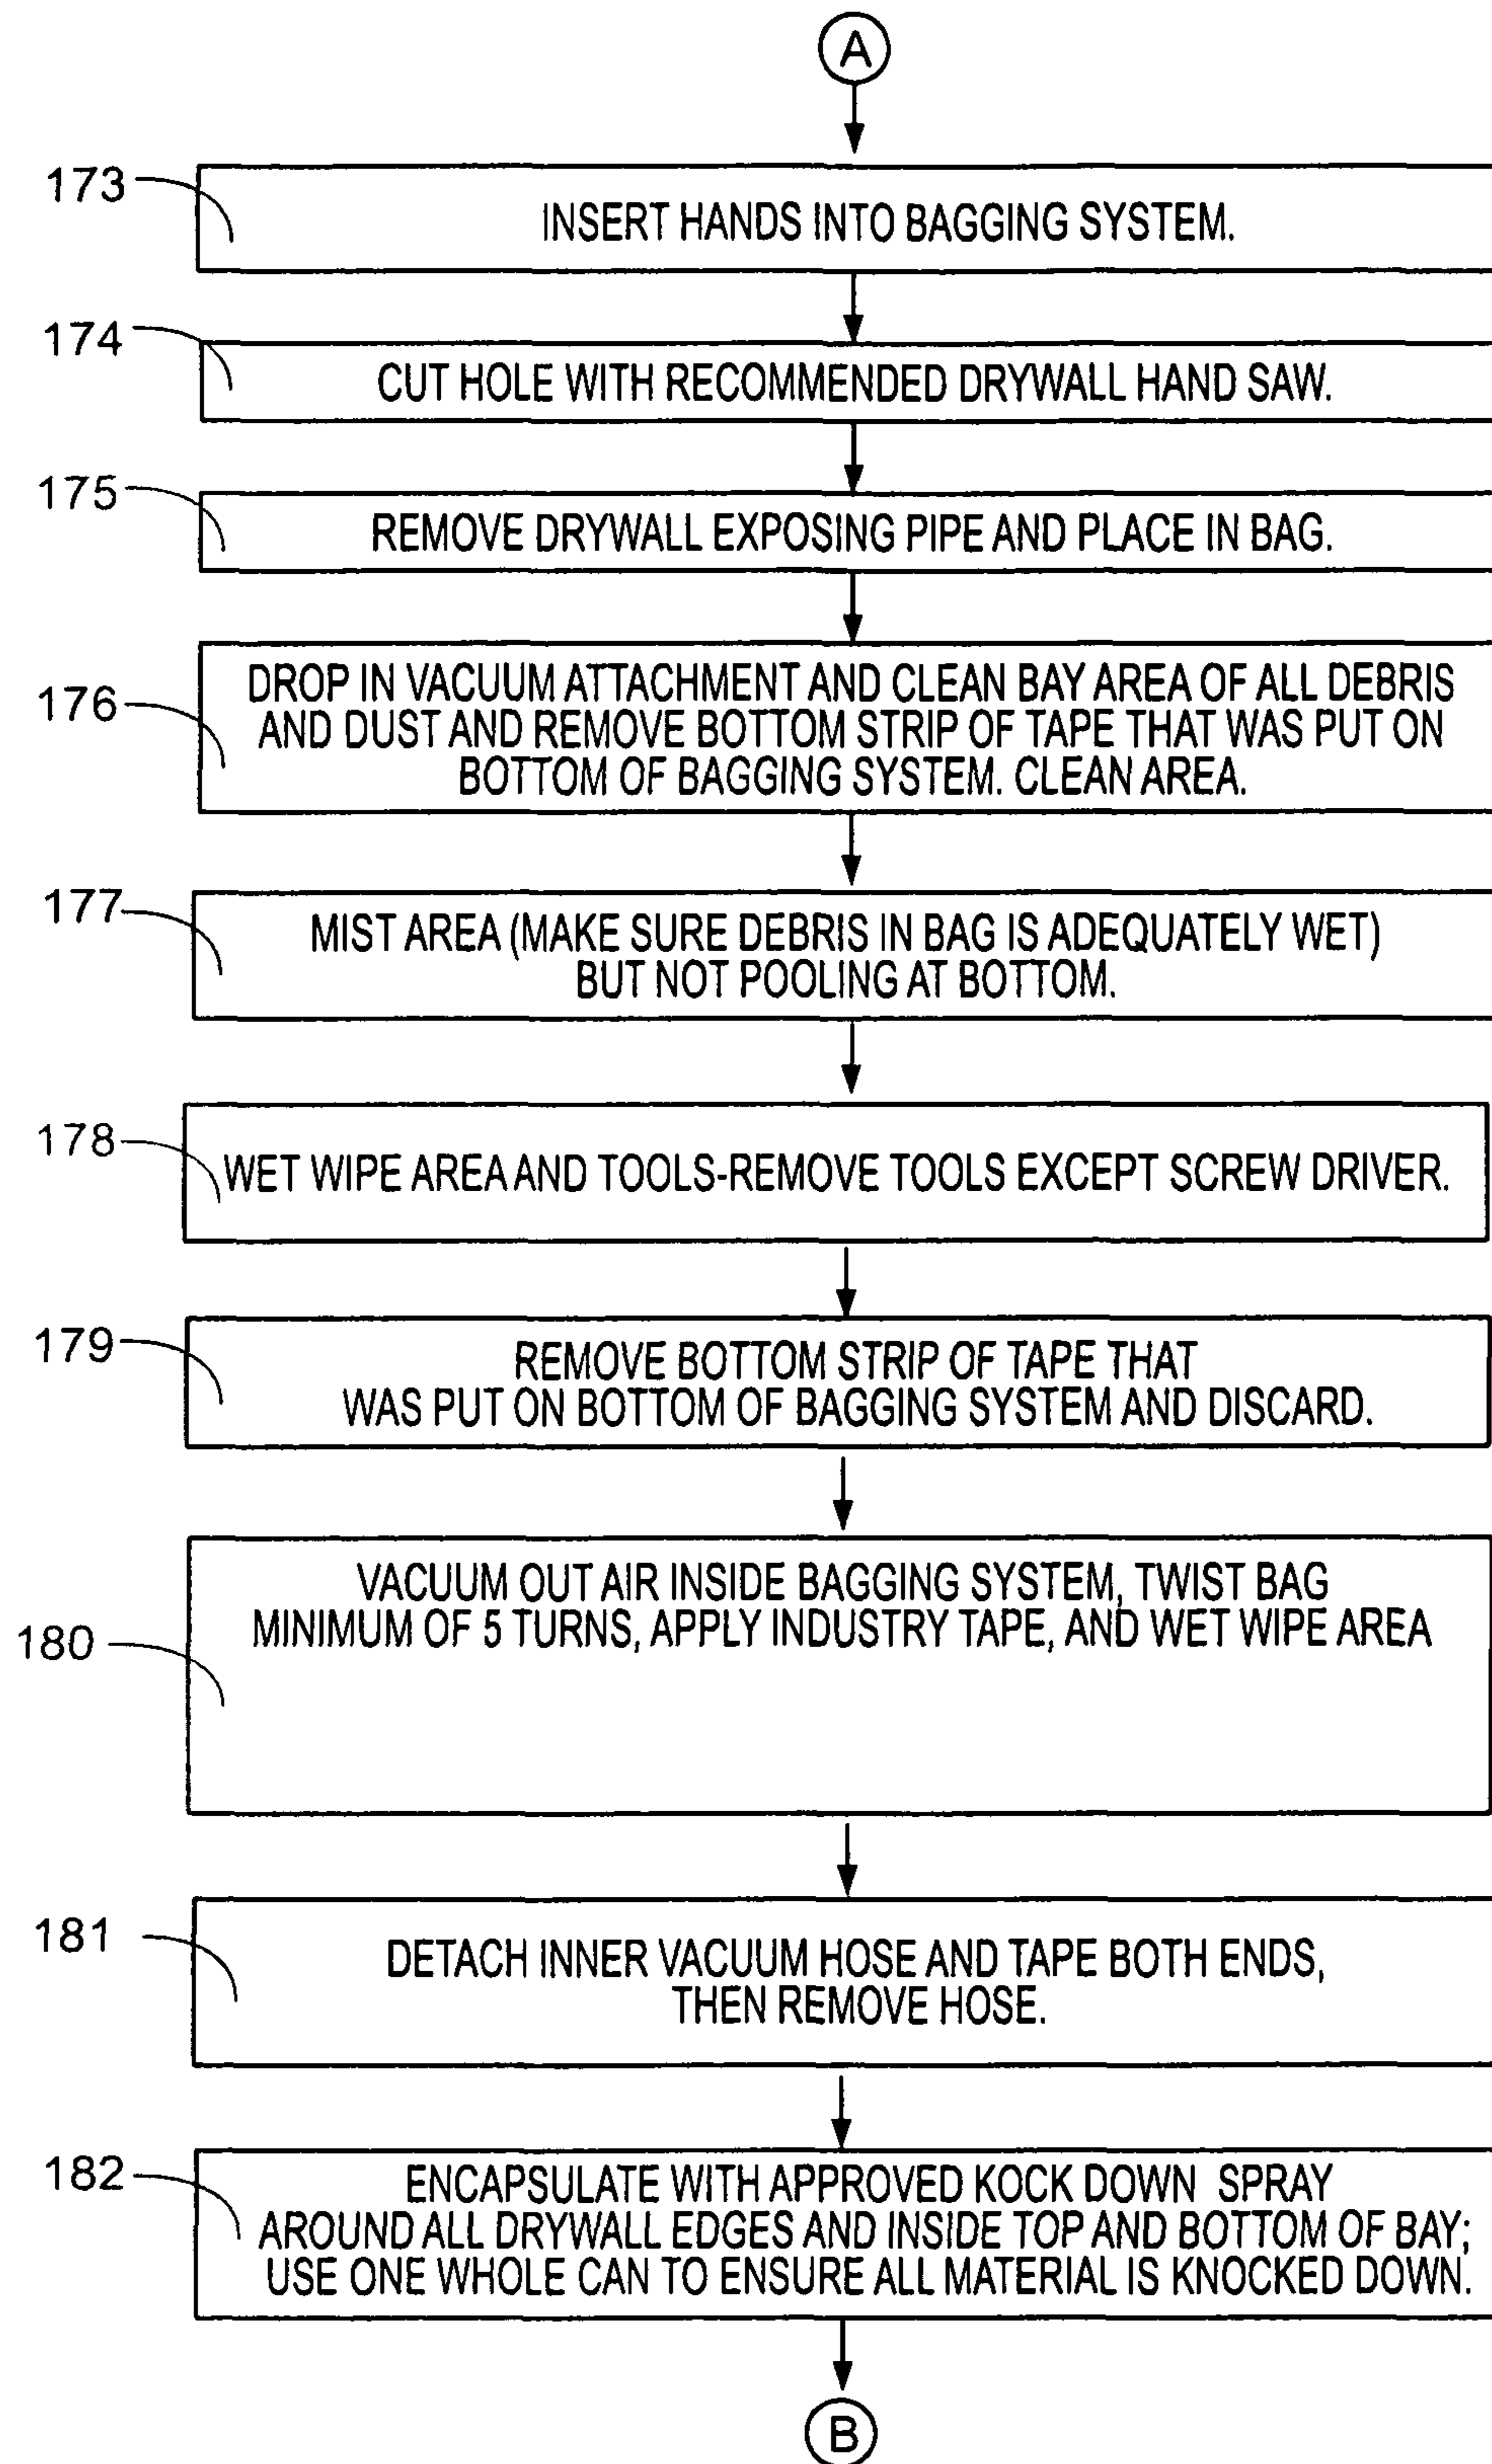 A
173
INSERT HANDS INTO BAGGING SYSTEM.
174
CUT HOLE WITH RECOMMENDED DRYWALL HAND SAW.
175
REMOVE DRYWALL EXPOSING PIPE AND PLACE IN BAG.
176
DROP IN VACUUM ATTACHMENT AND CLEAN BAY AREA OF ALL DEBRIS
AND DUST AND REMOVE BOTTOM STRIP OF TAPE THAT WAS PUT ON
BOTTOM OF BAGGING SYSTEM. CLEAN AREA.
177
MIST AREA (MAKE SURE DEBRIS IN BAG IS ADEQUATELY WET)
BUT NOT POOLING AT BOTTOM.
178
WET WIPE AREA AND TOOLS-REMOVE TOOLS EXCEPT SCREW DRIVER.
179
REMOVE BOTTOM STRIP OF TAPE THAT
WAS PUT ON BOTTOM OF BAGGING SYSTEM AND DISCARD.
180
VACUUM OUT AIR INSIDE BAGGING SYSTEM, TWIST BAG
MINIMUM OF 5 TURNS, APPLY INDUSTRY TAPE, AND WET WIPE AREA
181
DETACH INNER VACUUM HOSE AND TAPE BOTH ENDS,
THEN REMOVE HOSE.
182
ENCAPSULATE WITH APPROVED KOCK DOWN SPRAY
AROUND ALL DRYWALL EDGES AND INSIDE TOP AND BOTTOM OF BAY;
USE ONE WHOLE CAN TO ENSURE ALL MATERIAL IS KNOCKED DOWN.
B